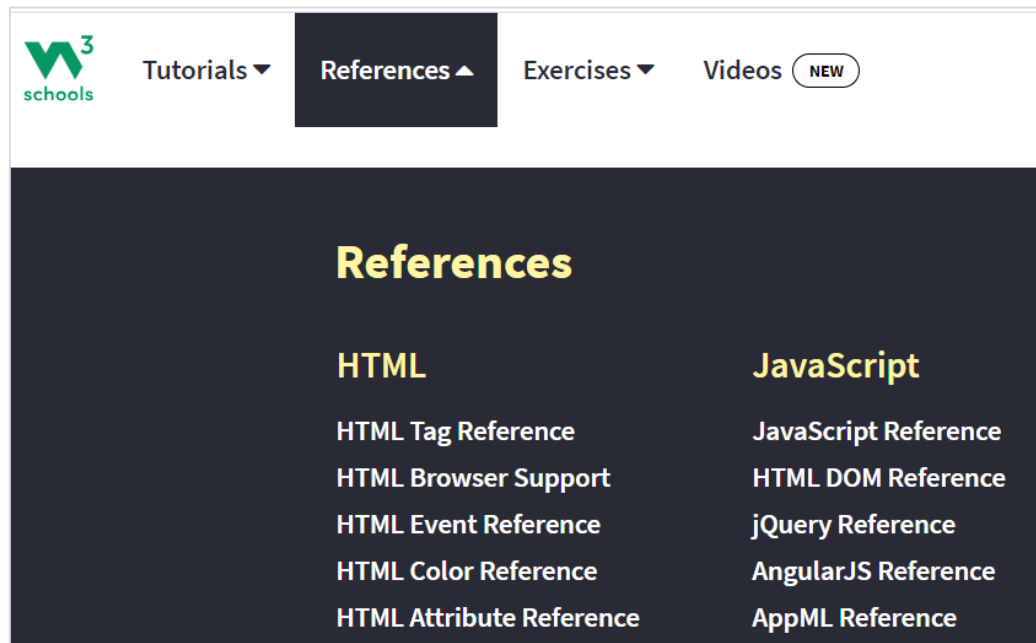 W3 schools
Tutorials
References
Exercises
Videos NEW
References
HTML
HTML Tag Reference
HTML Browser Support
HTML Event Reference
HTML Color Reference
HTML Attribute Reference
JavaScript
JavaScript Reference
HTML DOM Reference
jQuery Reference
AngularJS Reference
AppML Reference